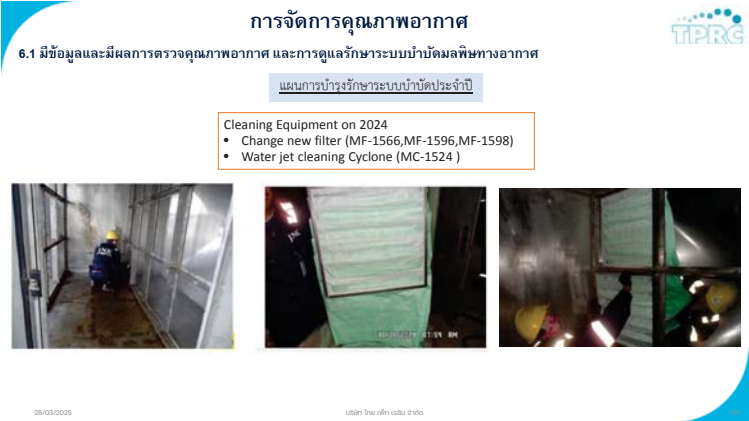 การจัดการคุณภาพอากาศ
TPRC
6.1 มีข้อมูลและมีผลการตรวจคุณภาพอากาศ และการดูแลรักษาระบบบำบัดมลพิษทางอากาศ
แผนการบำรุงรักษาระบบบำบัดประจำปี
Cleaning Equipment on 2024
• Change new filter (MF-1566,MF-1596,MF-1598)
• Water jet cleaning Cyclone (MC-1524 )
28/03/2025
บริษัท ไทย เพ็ท เรซิน จำกัด